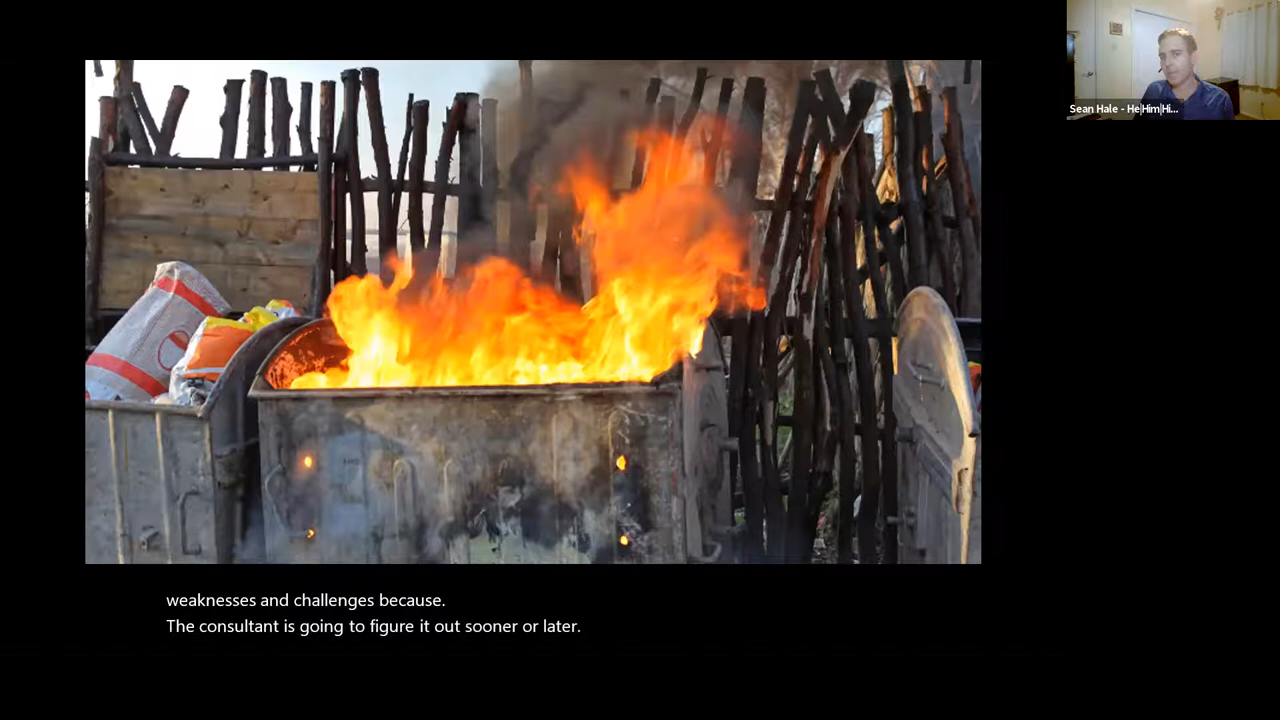 Sean Hale - He|Him|Hi...
weaknesses and challenges because.
The consultant is going to figure it out sooner or later.